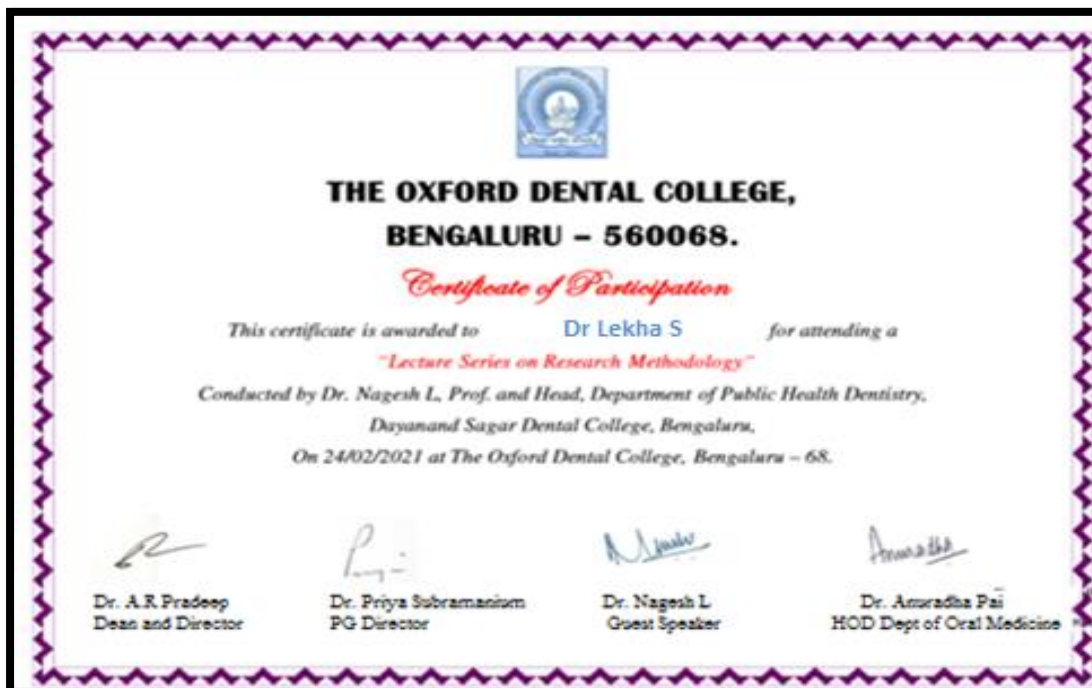 THE OXFORD DENTAL COLLEGE,
BENGALURU – 560068.
Certificate of Participation
This certificate is awarded to Dr Lekha S for attending a
"Lecture Series on Research Methodology"
Conducted by Dr. Nagesh L, Prof. and Head, Department of Public Health Dentistry,
Dayanand Sagar Dental College, Bengaluru,
On 24/02/2021 at The Oxford Dental College, Bengaluru – 68.
Anuradha
Dr. A.R Pradeep
Dean and Director
Dr. Priya Subramanium
PG Director
Dr. Nagesh L
Guest Speaker
Dr. Anuradha Pai
HOD Dept of Oral Medicine